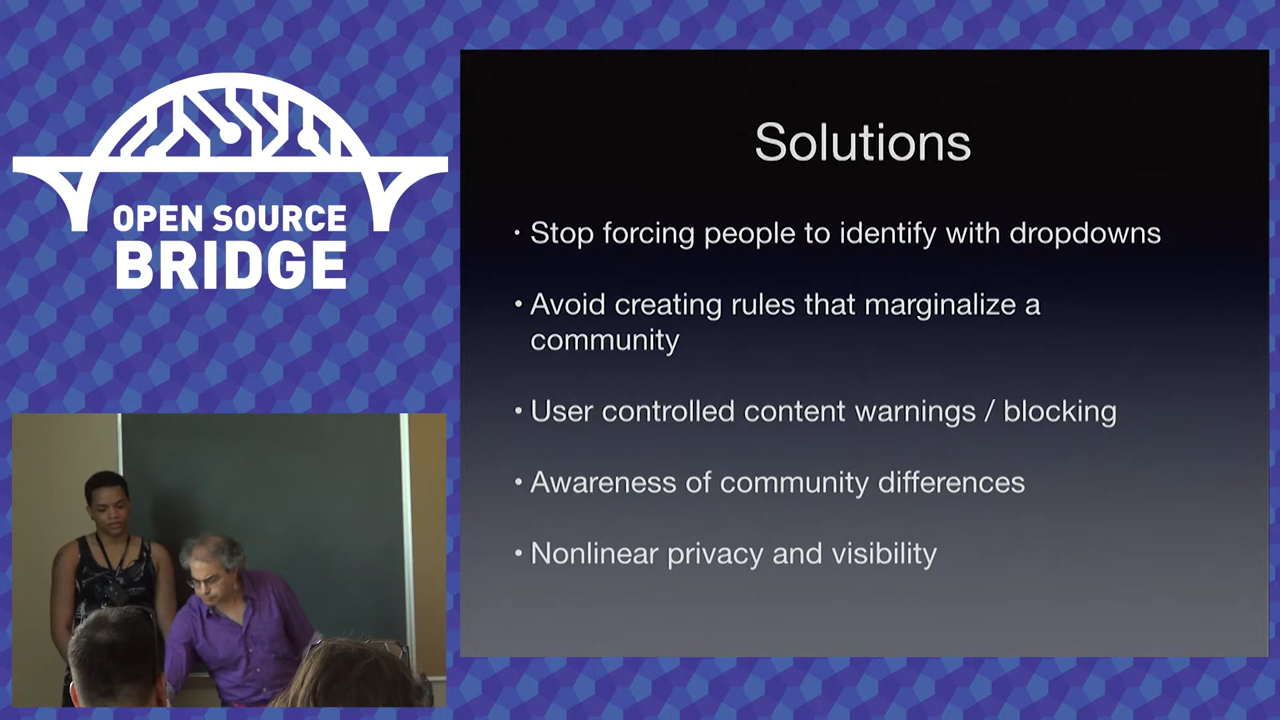 OPEN SOURCE
BRIDGE
Solutions
• Stop forcing people to identify with dropdowns
• Avoid creating rules that marginalize a
community
• User controlled content warnings / blocking
• Awareness of community differences
• Nonlinear privacy and visibility